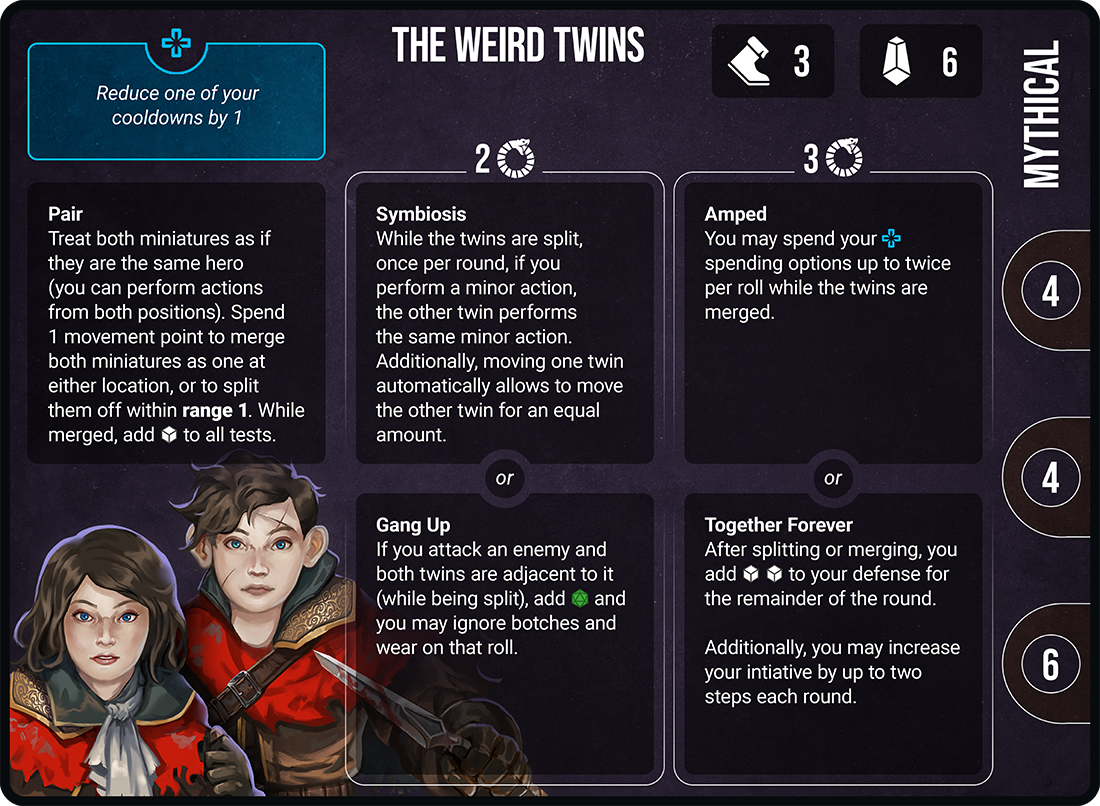 THE WEIRD TWINS
3
6
MYTHICAL
Reduce one of your
cooldowns by 1
Pair
Treat both miniatures as if
they are the same hero
(you can perform actions
from both positions). Spend
1 movement point to merge
both miniatures as one at
either location, or to split
them off within range 1. While
merged, add to all tests.
2
Symbiosis
While the twins are split,
once per round, if you
perform a minor action,
the other twin performs
the same minor action.
Additionally, moving one twin
automatically allows to move
the other twin for an equal
amount.
or
Gang Up
If you attack an enemy and
both twins are adjacent to it
(while being split), add and
you may ignore botches and
wear on that roll.
3
Amped
You may spend your
spending options up to twice
per roll while the twins are
merged.
or
Together Forever
After splitting or merging, you
add to your defense for
the remainder of the round.
Additionally, you may increase
your intiative by up to two
steps each round.
4
4
6